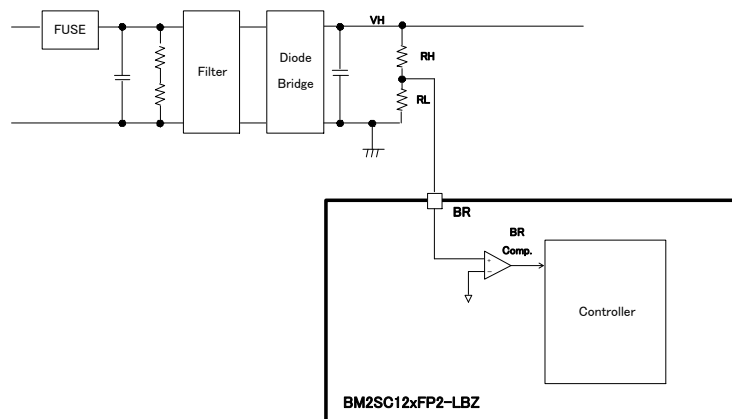 FUSE
Filter
Diode
Bridge
VH
RH
RL
BR
BR
Comp.
+
−
Controller
BM2SC12xFP2-LBZ